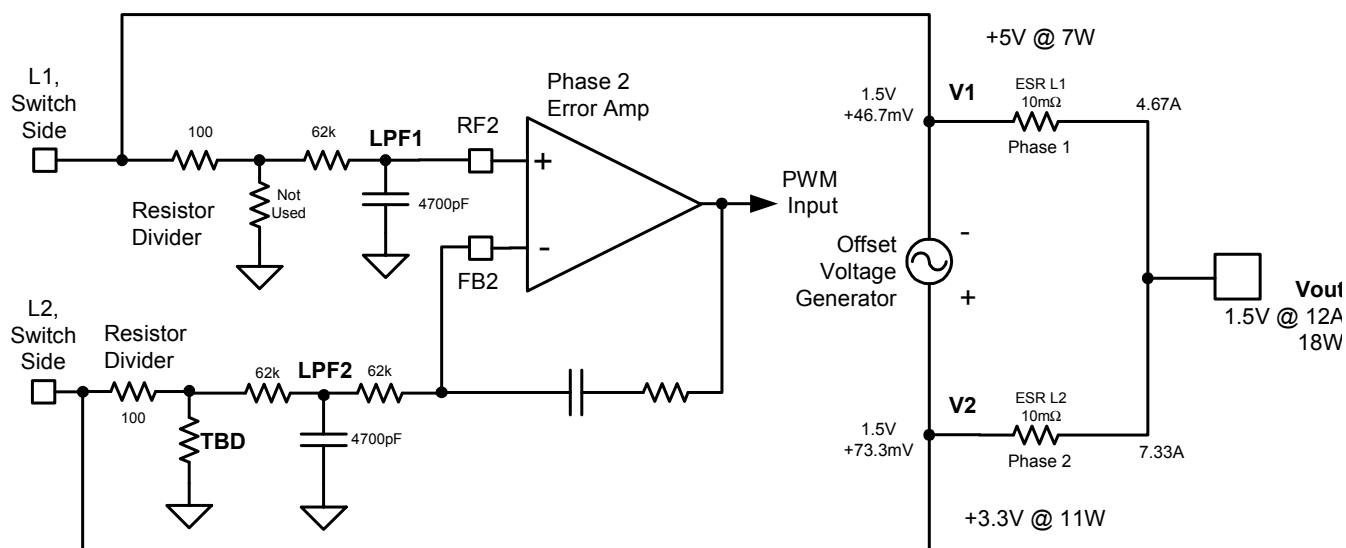 +5V @ 7W
L1,
Switch
Side
100
62k
LPF1
RF2
Phase 2
Error Amp
1.5V
+46.7mV
V1
ESR L1
10mΩ
4.67A
Phase 1
Not
Used
4700pF
Resistor
Divider
+
-
FB2
PWM
Input
Offset
Voltage
Generator
-
+
Vout
1.5V @ 12A
18W
L2,
Switch
Side
Resistor
Divider
100
TBD
62k
LPF2
62k
4700pF
1.5V
+73.3mV
V2
ESR L2
10mΩ
Phase 2
7.33A
+3.3V @ 11W